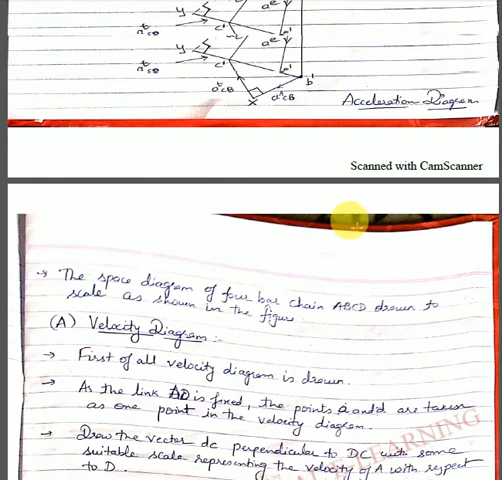 y
c'
a'
y
c'
a'
b'
x
Acceleration Diagram
Scanned with CamScanner
→ The space diagram of four bar chain ABCD drawn to
scale as shown in the figure.
(A) Velocity Diagram :-
→ First of all velocity diagram is drawn.
→ As the link AD is fixed, the points a and d are taken
as one point in the velocity diagram.
→ Draw the vector dc perpendicular to DC with some
suitable scale representing the velocity of A with respect
to D.
LEARNING